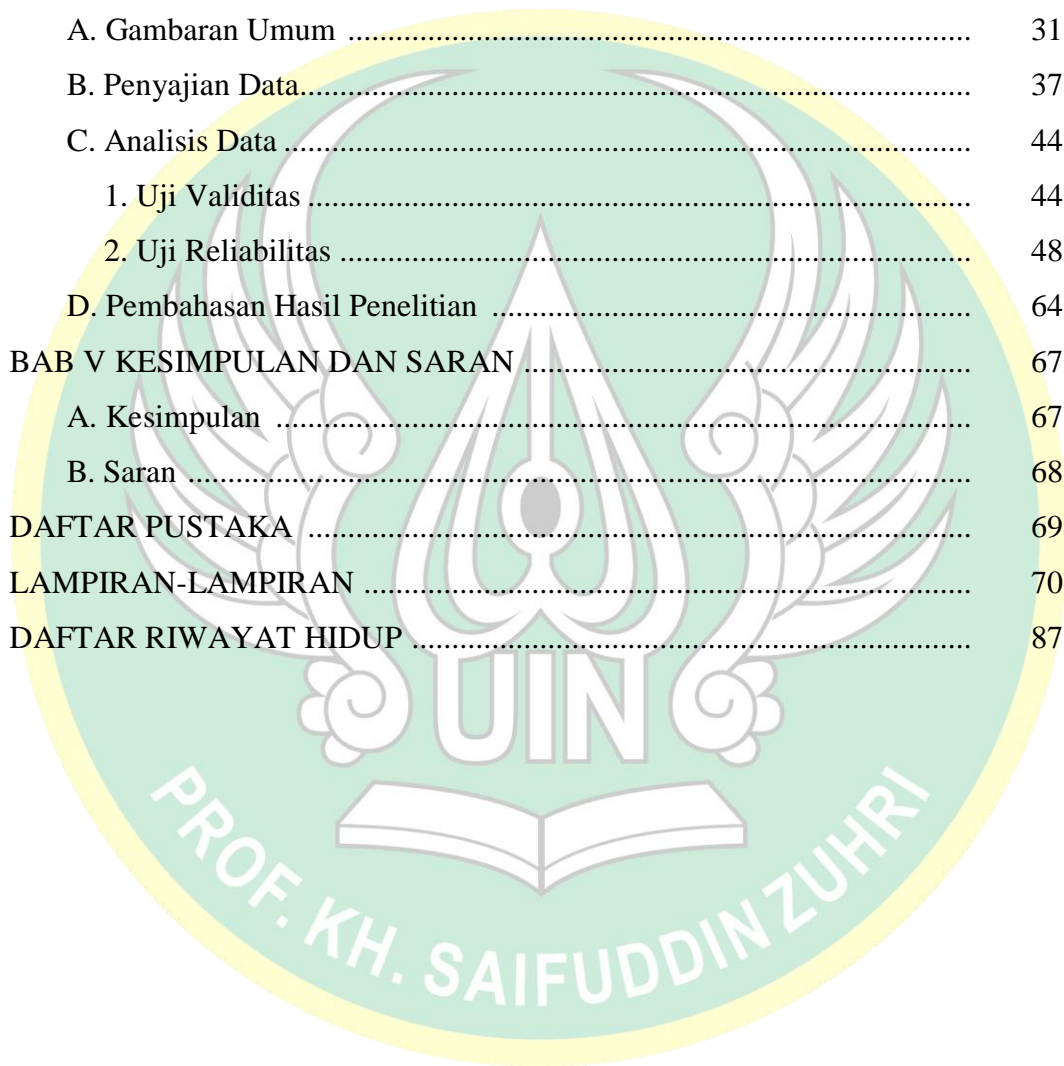 A. Gambaran Umum ........................................................................... 31
B. Penyajian Data................................................................................. 37
C. Analisis Data ................................................................................... 44
1. Uji Validitas ................................................................................ 44
2. Uji Reliabilitas ............................................................................ 48
D. Pembahasan Hasil Penelitian .......................................................... 64
BAB V KESIMPULAN DAN SARAN ...................................................... 67
A. Kesimpulan .................................................................................... 67
B. Saran ............................................................................................... 68
DAFTAR PUSTAKA ................................................................................ 69
LAMPIRAN-LAMPIRAN ......................................................................... 70
DAFTAR RIWAYAT HIDUP ................................................................... 87
UIN
PROF. KH. SAIFUDDIN ZUHRI